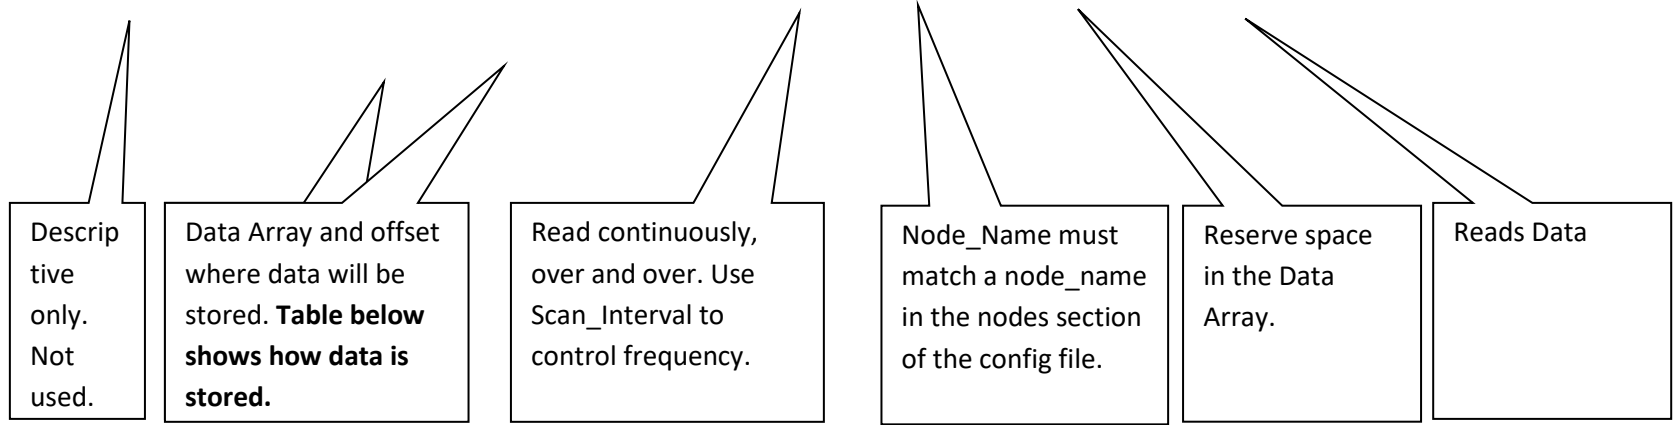 Descrip
tive
only.
Not
used.
Data Array and offset
where data will be
stored. Table below
shows how data is
stored.
Read continuously,
over and over. Use
Scan_Interval to
control frequency.
Node_Name must
match a node_name
in the nodes section
of the config file.
Reserve space
in the Data
Array.
Reads Data